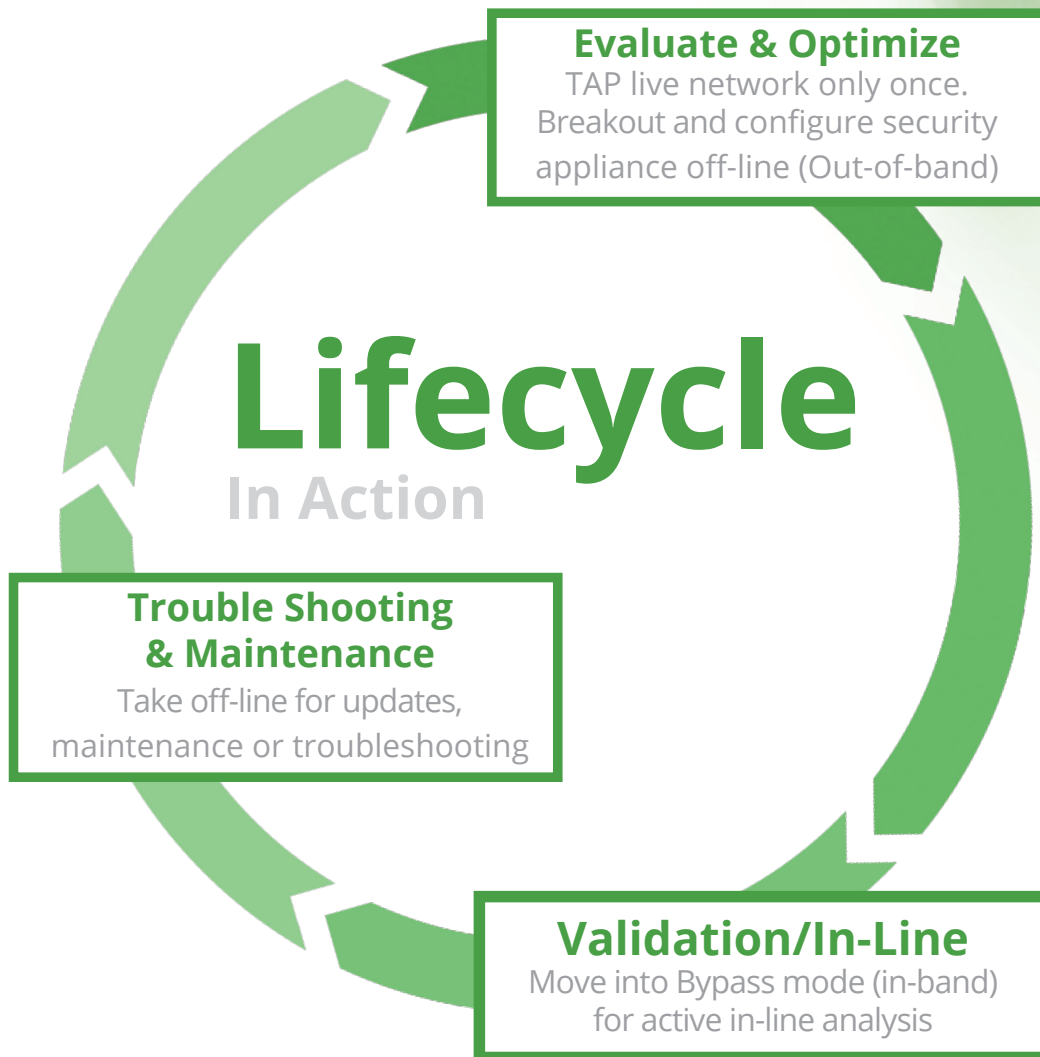 Evaluate & Optimize
TAP live network only once.
Breakout and configure security
appliance off-line (Out-of-band)
Lifecycle
In Action
Trouble Shooting
& Maintenance
Take off-line for updates,
maintenance or troubleshooting
Validation/In-Line
Move into Bypass mode (in-band)
for active in-line analysis